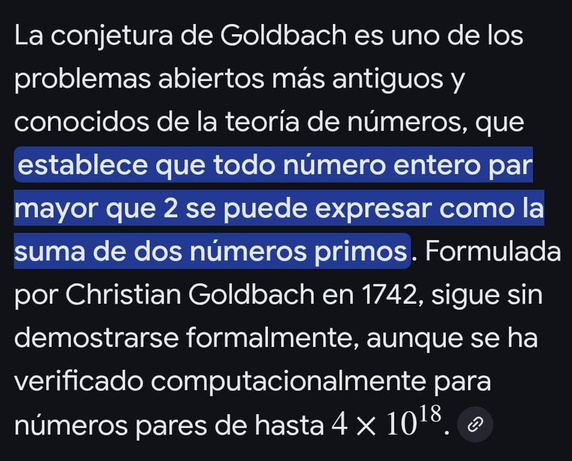 La conjetura de Goldbach es uno de los
problemas abiertos más antiguos y
conocidos de la teoría de números, que
establece que todo número entero par
mayor que 2 se puede expresar como la
suma de dos números primos. Formulada
por Christian Goldbach en 1742, sigue sin
demostrarse formalmente, aunque se ha
verificado computacionalmente para
números pares de hasta 4 × 10¹⁸.